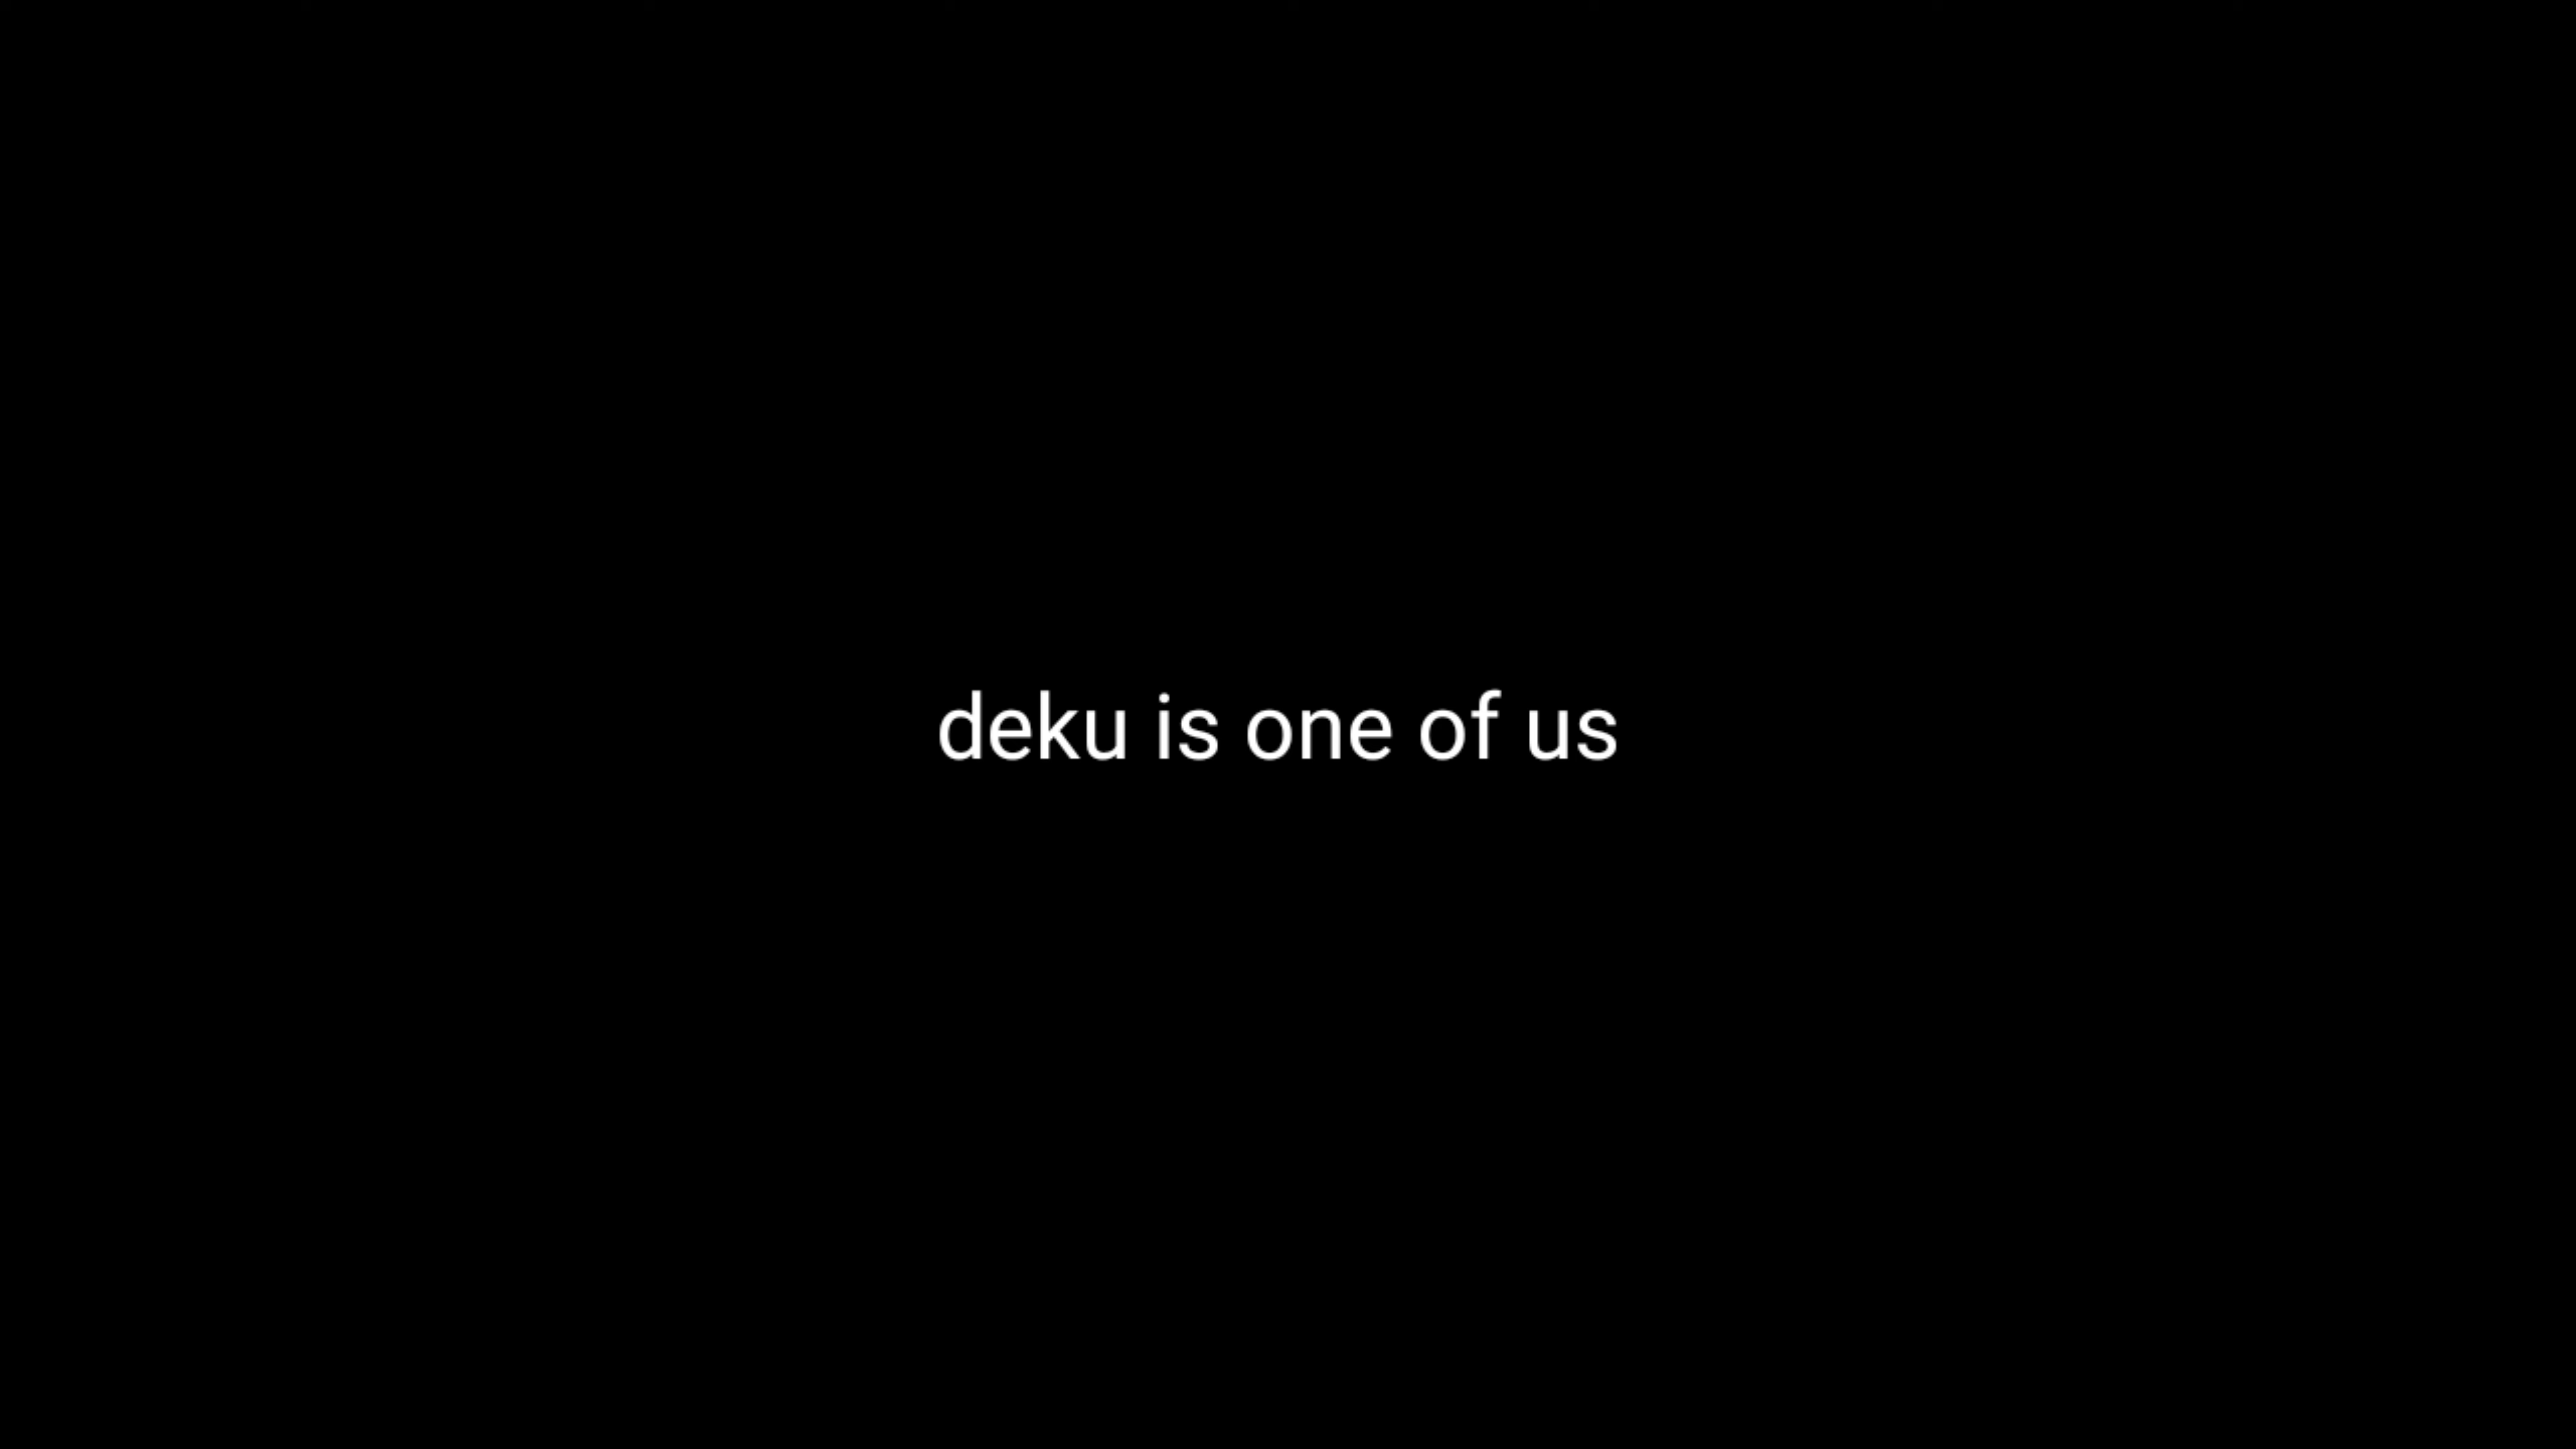 deku is one of us